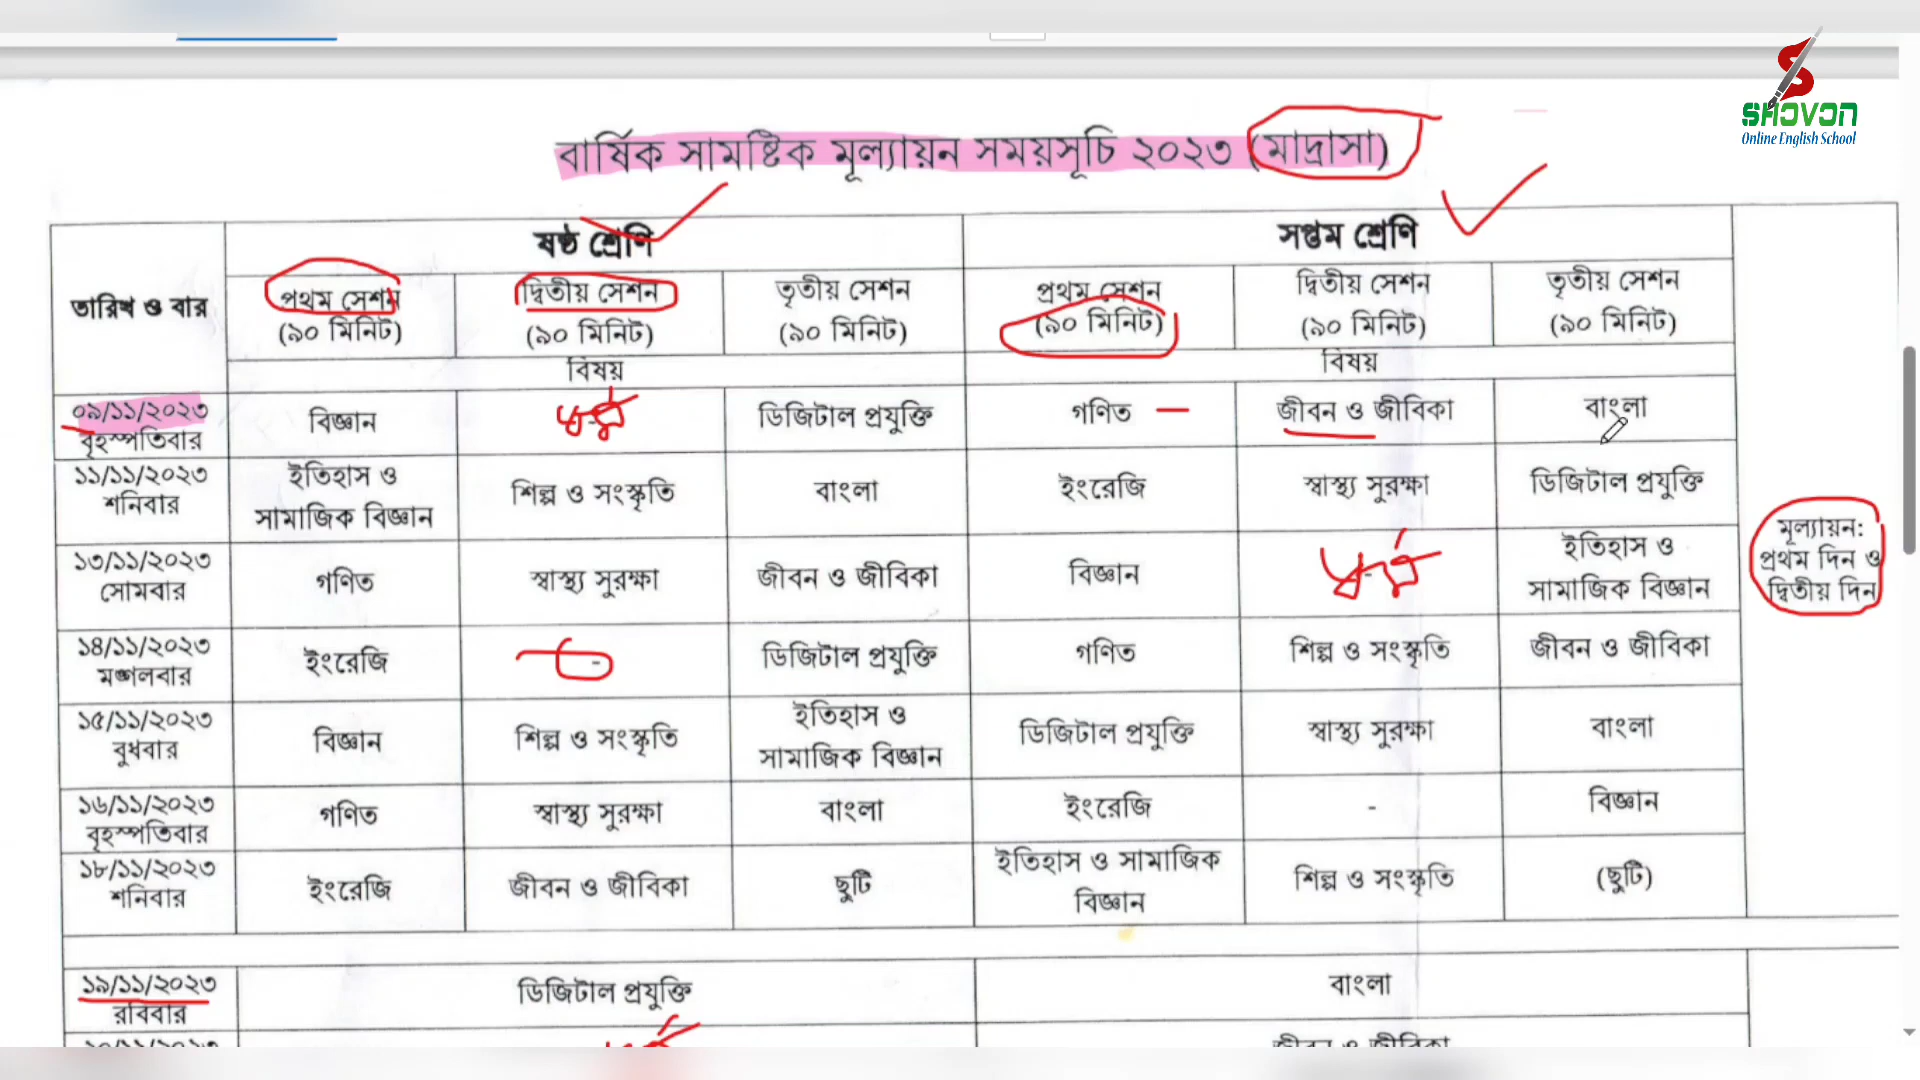 SHOVON
Online English School
বার্ষিক সামষ্টিক মূল্যায়ন সময়সূচি ২০২৩ (মাদ্রাসা)
তারিখ ও বার
ষষ্ঠ শ্রেণি
সপ্তম শ্রেণি
প্রথম সেশন
(৯০ মিনিট)
দ্বিতীয় সেশন
(৯০ মিনিট)
তৃতীয় সেশন
(৯০ মিনিট)
প্রথম সেশন
(৯০ মিনিট)
দ্বিতীয় সেশন
(৯০ মিনিট)
তৃতীয় সেশন
(৯০ মিনিট)
বিষয়
বিষয়
০৯/১১/২০২৩
বৃহস্পতিবার
বিজ্ঞান
ডিজিটাল প্রযুক্তি
গণিত
জীবন ও জীবিকা
বাংলা
১১/১১/২০২৩
শনিবার
ইতিহাস ও
সামাজিক বিজ্ঞান
শিল্প ও সংস্কৃতি
বাংলা
ইংরেজি
স্বাস্থ্য সুরক্ষা
ডিজিটাল প্রযুক্তি
১৩/১১/২০২৩
সোমবার
গণিত
স্বাস্থ্য সুরক্ষা
জীবন ও জীবিকা
বিজ্ঞান
-
ইতিহাস ও
সামাজিক বিজ্ঞান
১৪/১১/২০২৩
মঙ্গলবার
ইংরেজি
-
ডিজিটাল প্রযুক্তি
গণিত
শিল্প ও সংস্কৃতি
জীবন ও জীবিকা
১৫/১১/২০২৩
বুধবার
বিজ্ঞান
শিল্প ও সংস্কৃতি
ইতিহাস ও
সামাজিক বিজ্ঞান
ডিজিটাল প্রযুক্তি
স্বাস্থ্য সুরক্ষা
বাংলা
১৬/১১/২০২৩
বৃহস্পতিবার
গণিত
স্বাস্থ্য সুরক্ষা
বাংলা
ইংরেজি
-
বিজ্ঞান
১৮/১১/২০২৩
শনিবার
ইংরেজি
জীবন ও জীবিকা
ছুটি
ইতিহাস ও সামাজিক
বিজ্ঞান
শিল্প ও সংস্কৃতি
(ছুটি)
মূল্যায়ন:
প্রথম দিন ও
দ্বিতীয় দিন
১৯/১১/২০২৩
রবিবার
ডিজিটাল প্রযুক্তি
বাংলা
জীবন ও জীবিকা